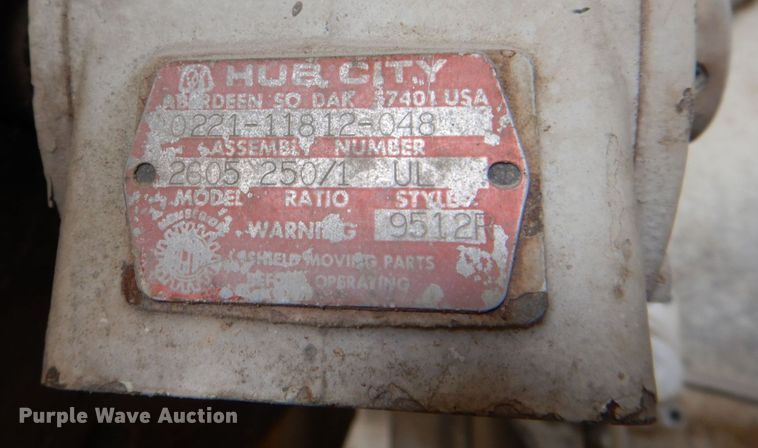 HUB CITY
ABERDEEN SO DAK 57401 USA
0221-11812-048
ASSEMBLY NUMBER
2605 250/1 UL
MODEL RATIO STYLE
WARNING 9512F
SHIELD MOVING PARTS
BEFORE OPERATING
Purple Wave Auction